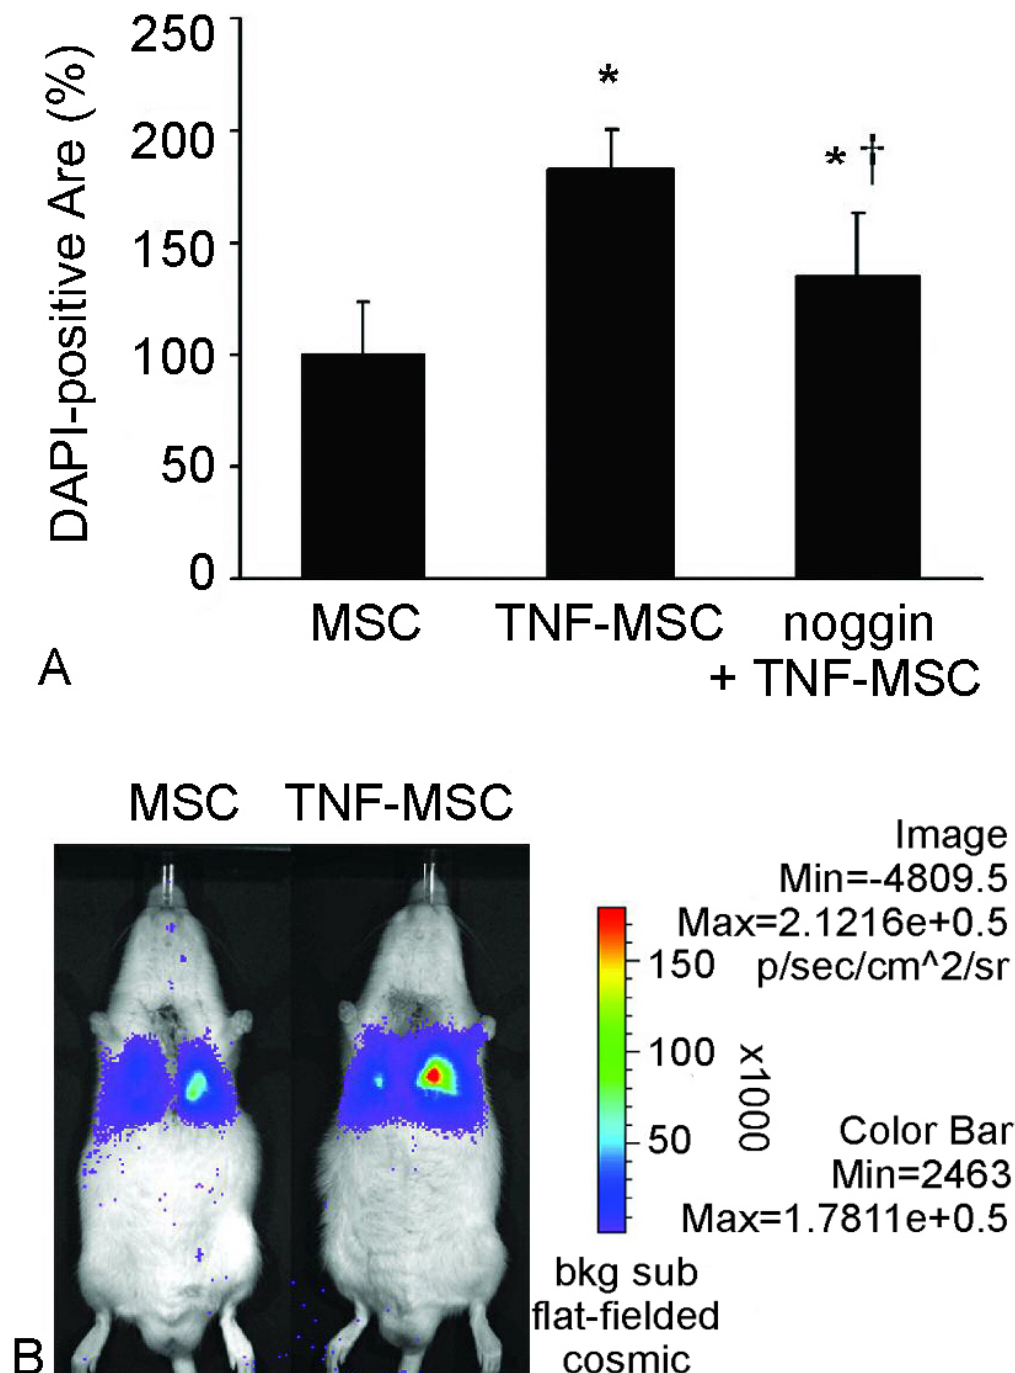 250
200
150
100
50
0
DAPI-positive Are (%)
*
* †
MSC
TNF-MSC
noggin
+ TNF-MSC
A
MSC
TNF-MSC
150
100
50
x1000
Image
Min=-4809.5
Max=2.1216e+0.5
p/sec/cm^2/sr
Color Bar
Min=2463
Max=1.7811e+0.5
bkg sub
flat-fielded
cosmic
B